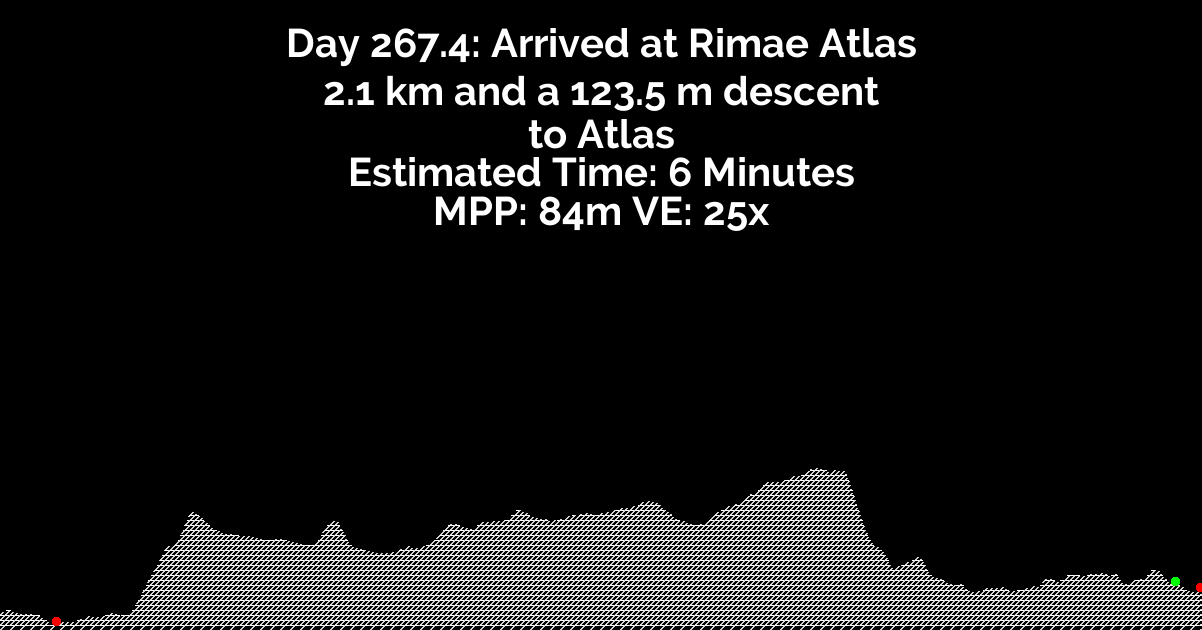 Day 267.4: Arrived at Rimae Atlas
2.1 km and a 123.5 m descent
to Atlas
Estimated Time: 6 Minutes
MPP: 84m VE: 25x